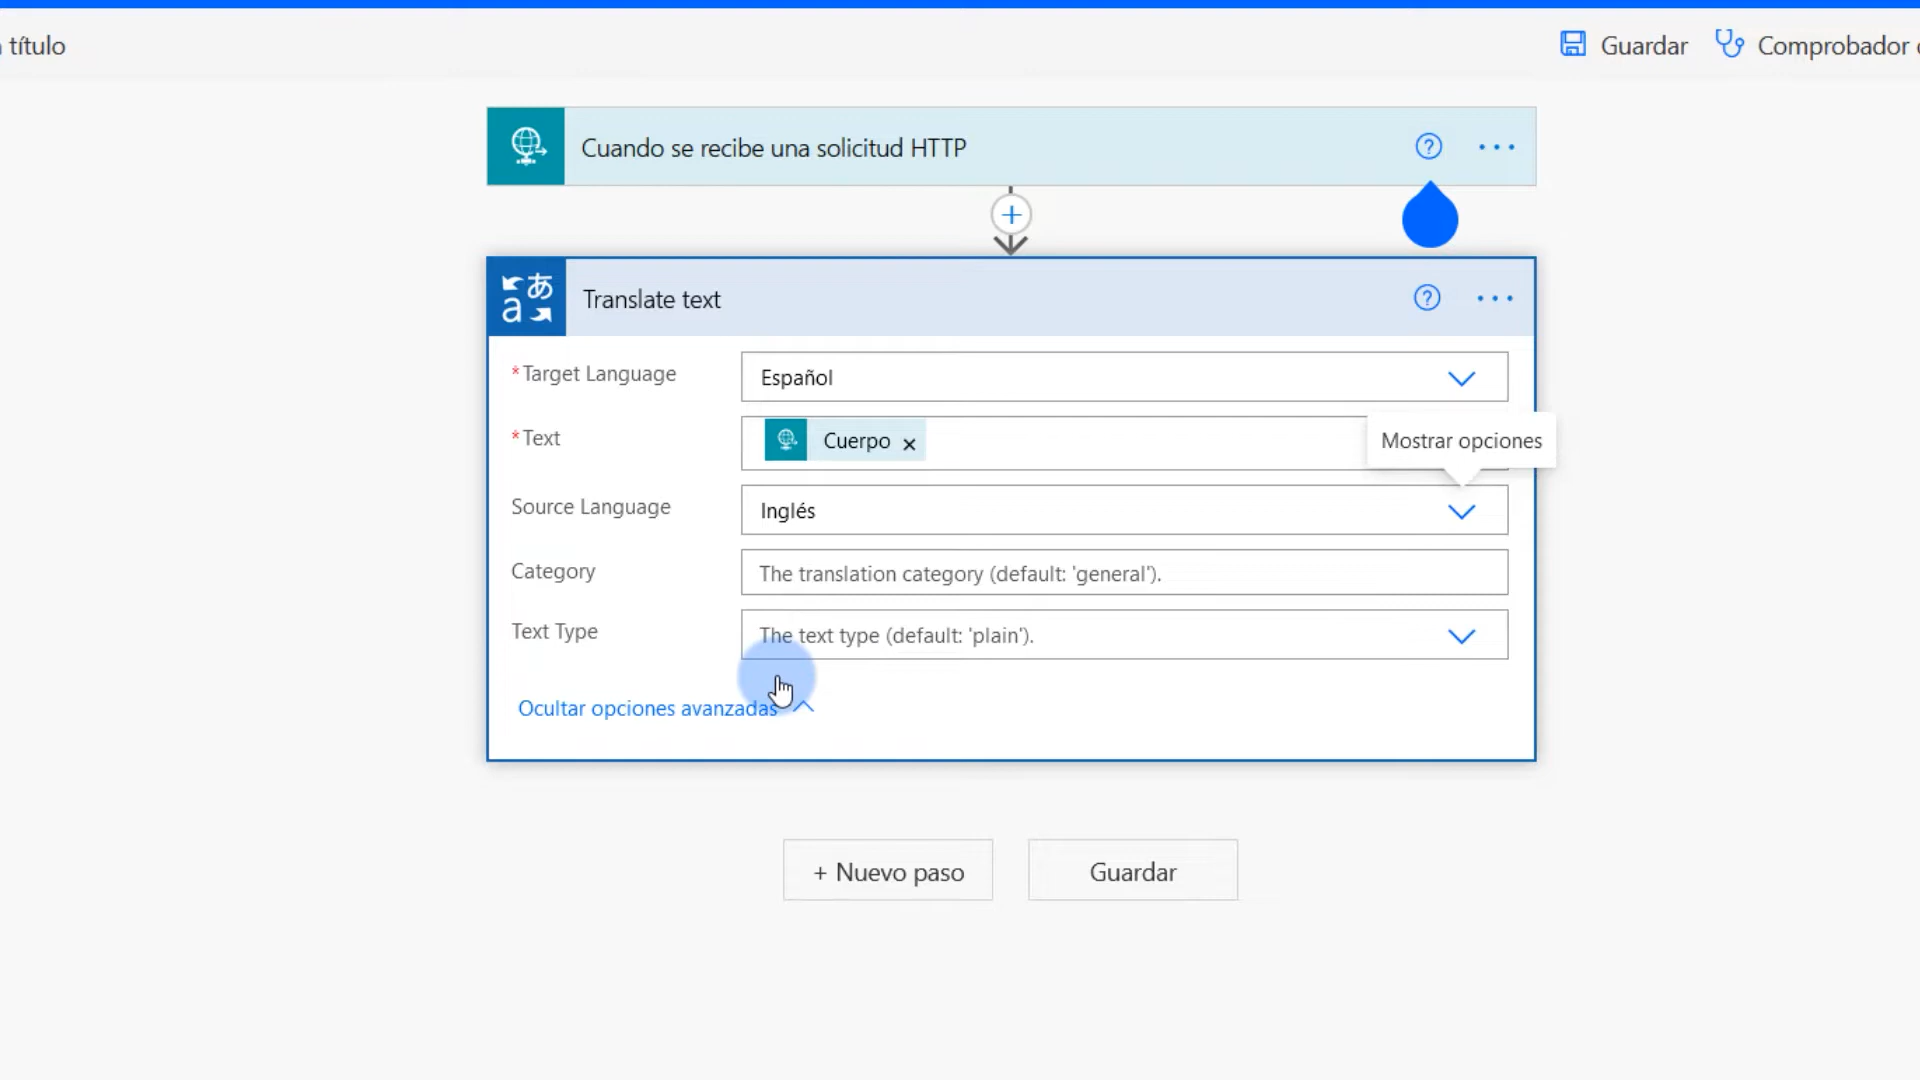 título
Guardar
Comprobador
Cuando se recibe una solicitud HTTP
Translate text
*Target Language
Español
*Text
Cuerpo
Mostrar opciones
Source Language
Inglés
Category
The translation category (default: 'general').
Text Type
The text type (default: 'plain').
Ocultar opciones avanzadas
+ Nuevo paso
Guardar